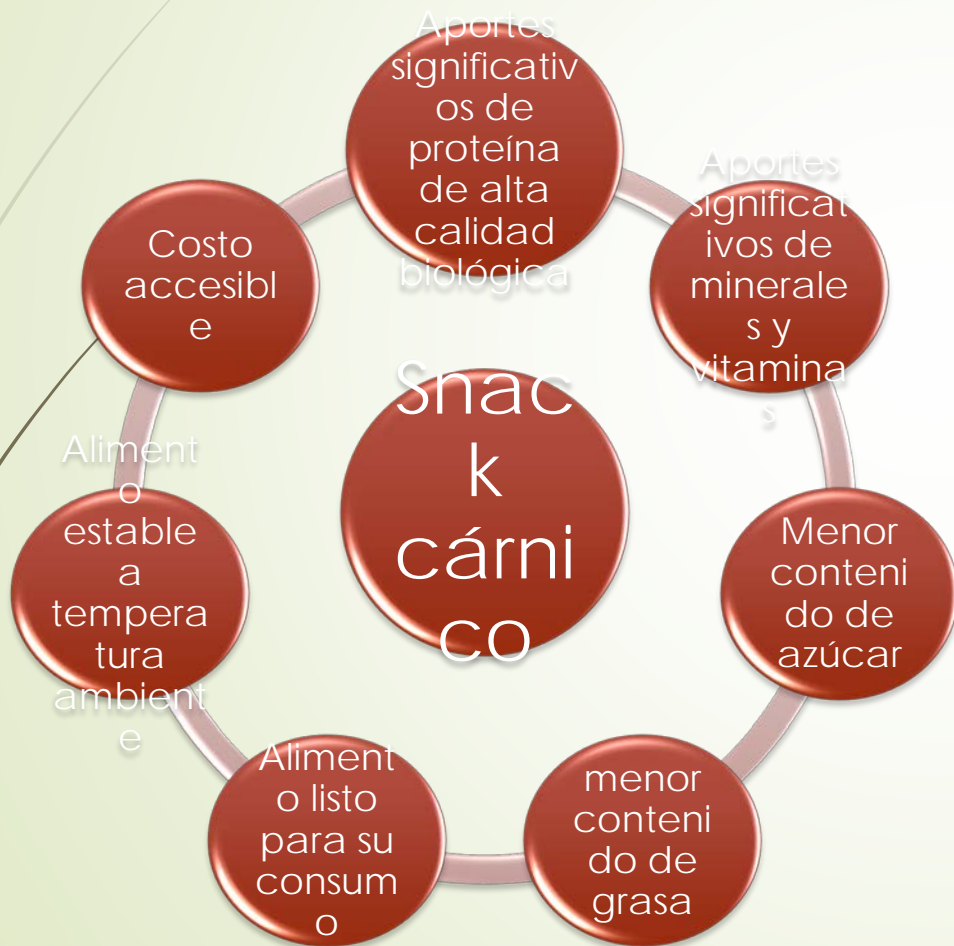 Aportes
significativ
os de
proteína
de alta
calidad
biológica
Aportes
significat
ivos de
minerale
s y
vitamina
s
Menor
conteni
do de
azúcar
menor
conteni
do de
grasa
Aliment
o listo
para su
consum
o
Aliment
o
estable
a
tempera
tura
ambient
e
Costo
accesibl
e
Snac
k
cárni
co